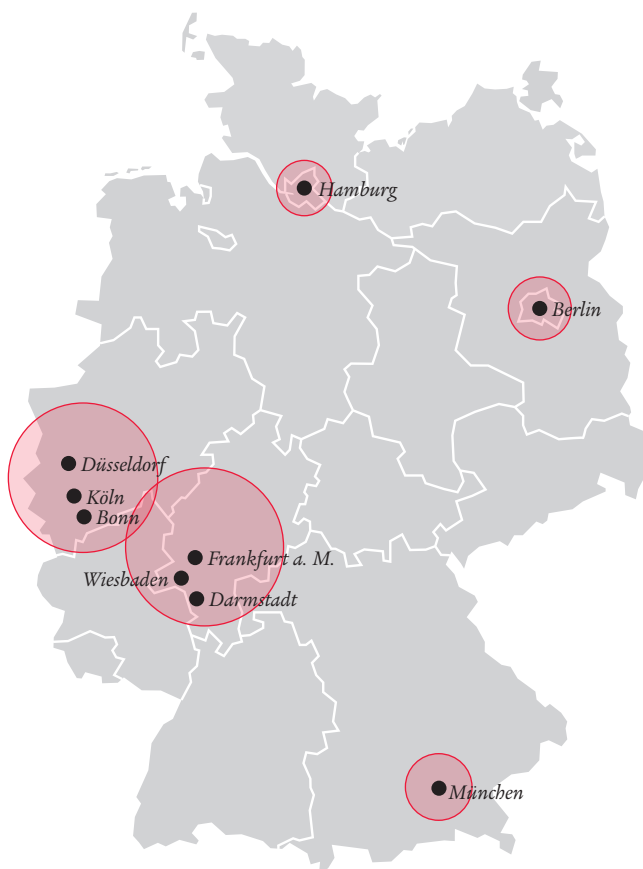 Hamburg
Berlin
Düsseldorf
Köln
Bonn
Frankfurt a. M.
Wiesbaden
Darmstadt
München